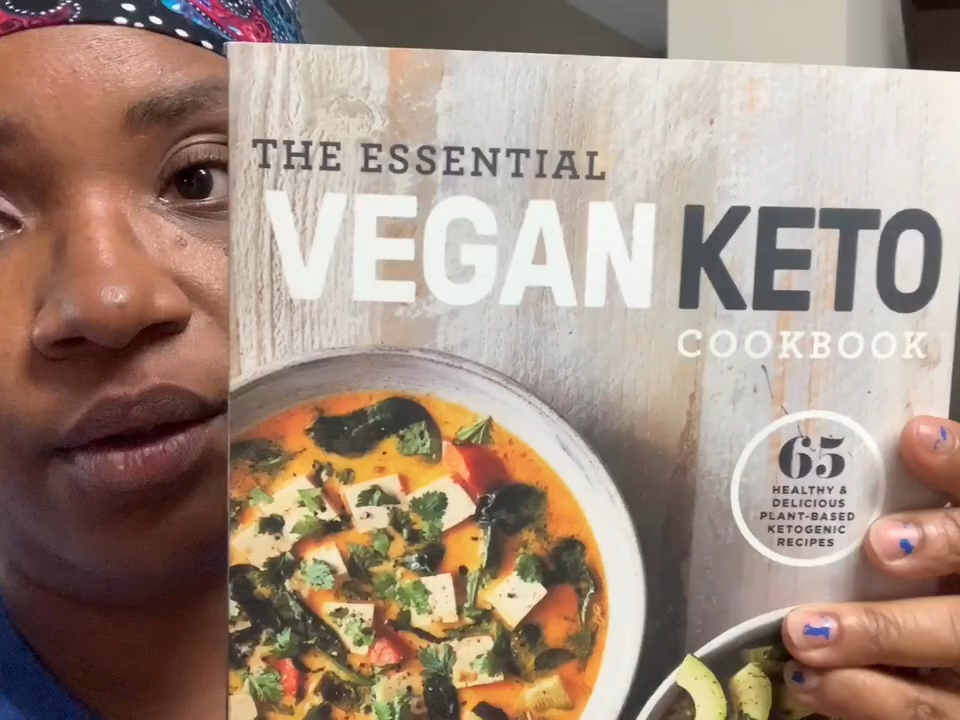 THE ESSENTIAL
VEGAN KETO
COOKBOOK
65
HEALTHY &
DELICIOUS
PLANT-BASED
KETOGENIC
RECIPES